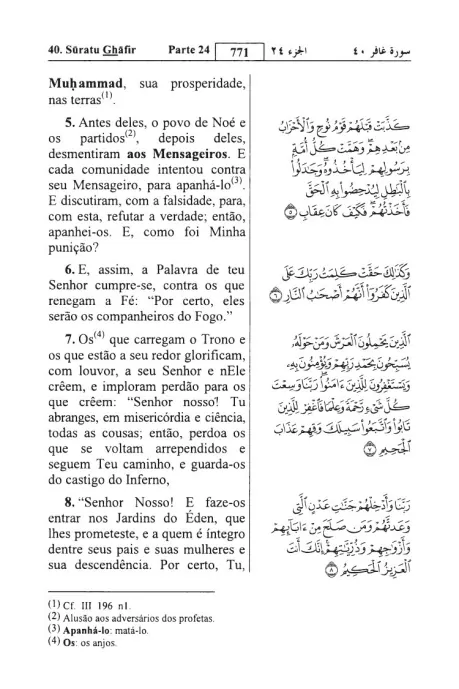 40. Sūratu Ghāfir Parte 24 771 الجزء ٢٤ سورة غافر ٤٠
Muḥammad, sua prosperidade,
nas terras(1).
5. Antes deles, o povo de Noé e
os partidos(2), depois deles,
desmentiram aos Mensageiros. E
cada comunidade intentou contra
seu Mensageiro, para apanhá-lo(3).
E discutiram, com a falsidade, para,
com esta, refutar a verdade; então,
apanhei-os. E, como foi Minha
punição?
6. E, assim, a Palavra de teu
Senhor cumpre-se, contra os que
renegam a Fé: “Por certo, eles
serão os companheiros do Fogo.”
7. Os(4) que carregam o Trono e
os que estão a seu redor glorificam,
com louvor, a seu Senhor e nEle
crêem, e imploram perdão para os
que crêem: “Senhor nosso! Tu
abranges, em misericórdia e ciência,
todas as cousas; então, perdoa os
que se voltam arrependidos e
seguem Teu caminho, e guarda-os
do castigo do Inferno,
8. “Senhor Nosso! E faze-os
entrar nos Jardins do Éden, que
lhes prometeste, e a quem é íntegro
dentre seus pais e suas mulheres e
sua descendência. Por certo, Tu,
كَذَّبَتْ قَبْلَهُمْ قَوْمُ نُوحٍ وَالْأَحْزَابُ
مِنْ بَعْدِهِمْ وَهَمَّتْ كُلُّ أُمَّةٍ
بِرَسُولِهِمْ لِيَأْخُذُوهُ وَجَٰدَلُوا
بِالْبَٰطِلِ لِيُدْحِضُوا بِهِ الْحَقَّ
فَأَخَذْتُهُمْ فَكَيْفَ كَانَ عِقَابِ ٥
وَكَذَٰلِكَ حَقَّتْ كَلِمَتُ رَبِّكَ عَلَى
الَّذِينَ كَفَرُوا أَنَّهُمْ أَصْحَٰبُ النَّارِ ٦
الَّذِينَ يَحْمِلُونَ الْعَرْشَ وَمَنْ حَوْلَهُ
يُسَبِّحُونَ بِحَمْدِ رَبِّهِمْ وَيُؤْمِنُونَ بِهِ
وَيَسْتَغْفِرُونَ لِلَّذِينَ ءَامَنُوا رَبَّنَا وَسِعْتَ
كُلَّ شَيْءٍ رَّحْمَةً وَعِلْمًا فَاغْفِرْ لِلَّذِينَ
تَابُوا وَاتَّبَعُوا سَبِيلَكَ وَقِهِمْ عَذَابَ
الْجَحِيمِ ٧
رَبَّنَا وَأَدْخِلْهُمْ جَنَّٰتِ عَدْنٍ الَّتِي
وَعَدْتَهُمْ وَمَنْ صَلَحَ مِنْ ءَابَآئِهِمْ
وَأَزْوَٰجِهِمْ وَذُرِّيَّٰتِهِمْ إِنَّكَ أَنْتَ
الْعَزِيزُ الْحَكِيمُ ٨
(1) Cf. III 196 n1.
(2) Alusão aos adversários dos profetas.
(3) Apanhá-lo: matá-lo.
(4) Os: os anjos.